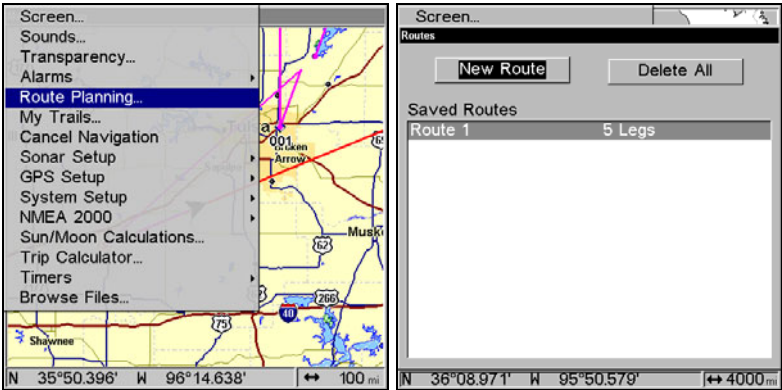 Screen...
Sounds...
Transparency...
Alarms
Route Planning...
My Trails...
Cancel Navigation
Sonar Setup
GPS Setup
System Setup
NMEA 2000
Sun/Moon Calculations...
Trip Calculator...
Timers
Browse Files...
001
Broken
Arrow
Musk
62
266
40
75
Shawnee
N 35°50.396' W 96°14.638' ↔ 100 mi
Screen...
Routes
New Route
Delete All
Saved Routes
Route 1 5 Legs
N 36°08.971' W 95°50.579' ↔ 4000 mi